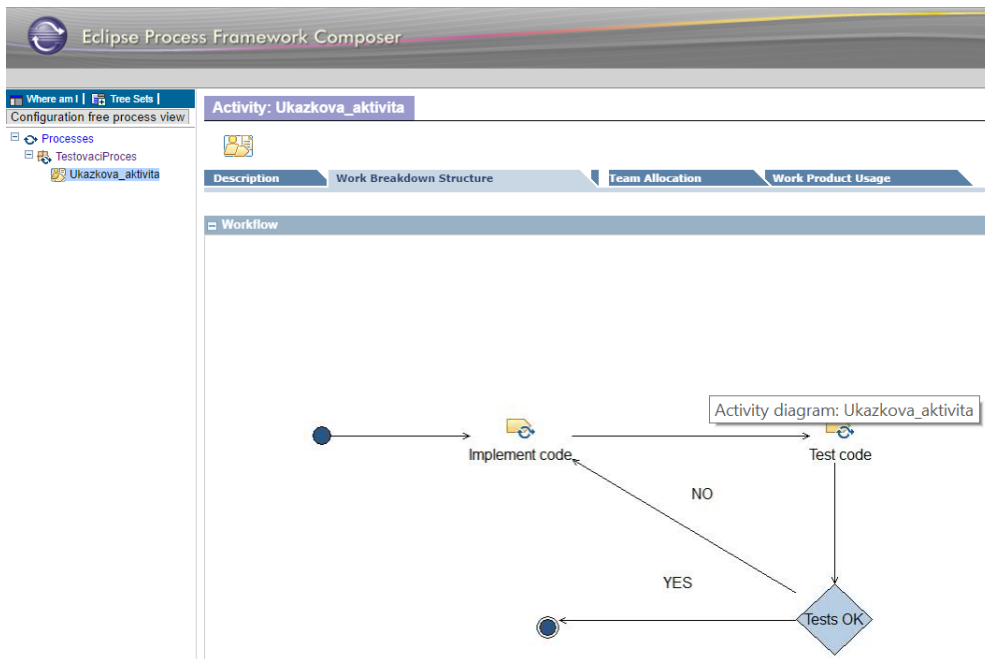 Eclipse Process Framework Composer
Where am I | Tree Sets |
Configuration free process view
Processes
TestovaciProces
Ukazkova_aktivita
Activity: Ukazkova_aktivita
Description Work Breakdown Structure Team Allocation Work Product Usage
Workflow
Activity diagram: Ukazkova_aktivita
Implement code
Test code
NO
YES
Tests OK